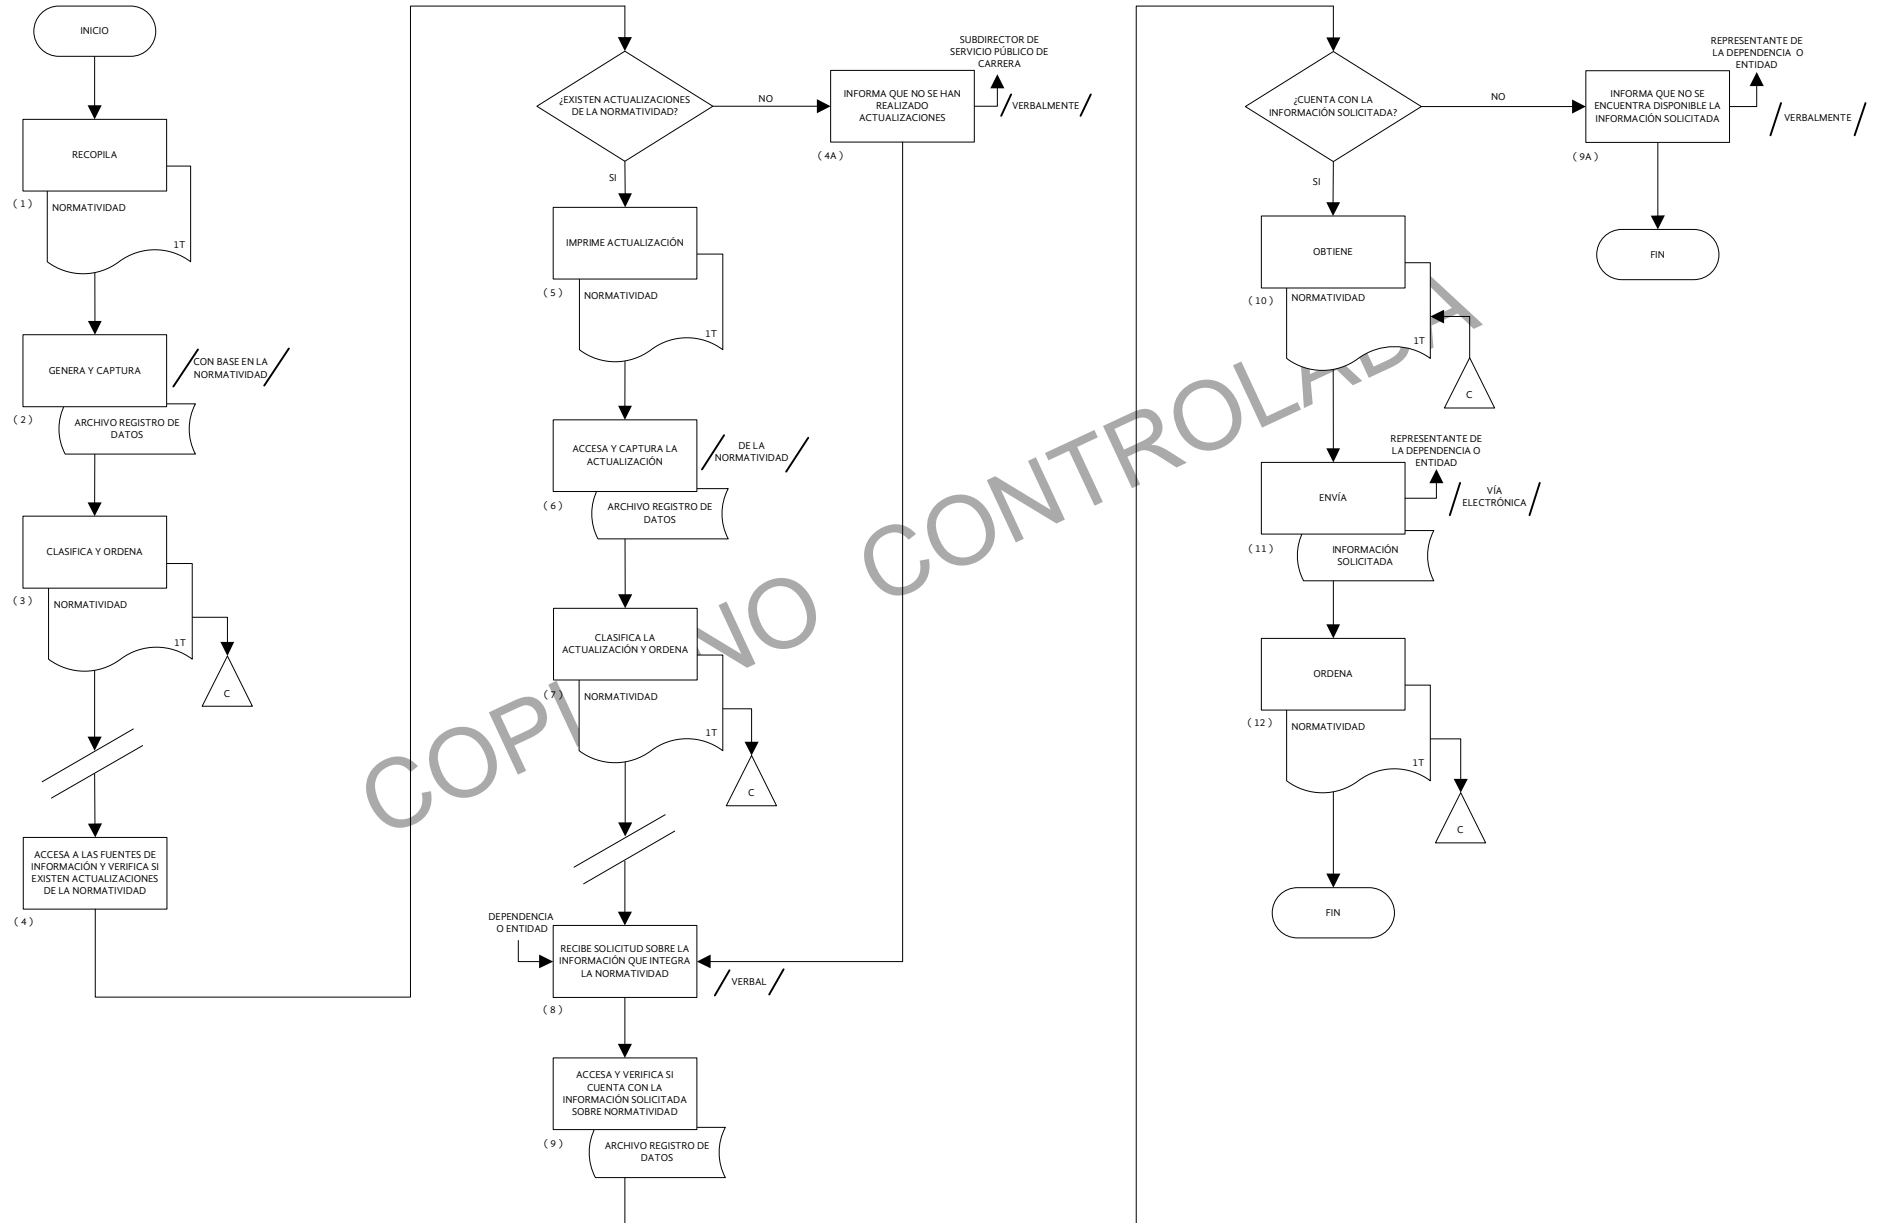 INICIO
RECOPILA
( 1 )
NORMATIVIDAD
1T
GENERA Y CAPTURA
CON BASE EN LA
NORMATIVIDAD
( 2 )
ARCHIVO REGISTRO DE
DATOS
CLASIFICA Y ORDENA
( 3 )
NORMATIVIDAD
1T
C
ACCESA A LAS FUENTES DE
INFORMACIÓN Y VERIFICA SI
EXISTEN ACTUALIZACIONES
DE LA NORMATIVIDAD
( 4 )
¿EXISTEN ACTUALIZACIONES
DE LA NORMATIVIDAD?
NO
INFORMA QUE NO SE HAN
REALIZADO
ACTUALIZACIONES
( 4A )
SUBDIRECTOR DE
SERVICIO PÚBLICO DE
CARRERA
VERBALMENTE
SI
IMPRIME ACTUALIZACIÓN
( 5 )
NORMATIVIDAD
1T
ACCESA Y CAPTURA LA
ACTUALIZACIÓN
DE LA
NORMATIVIDAD
( 6 )
ARCHIVO REGISTRO DE
DATOS
CLASIFICA LA
ACTUALIZACIÓN Y ORDENA
( 7 )
NORMATIVIDAD
1T
C
DEPENDENCIA
O ENTIDAD
RECIBE SOLICITUD SOBRE LA
INFORMACIÓN QUE INTEGRA
LA NORMATIVIDAD
VERBAL
( 8 )
ACCESA Y VERIFICA SI
CUENTA CON LA
INFORMACIÓN SOLICITADA
SOBRE NORMATIVIDAD
( 9 )
ARCHIVO REGISTRO DE
DATOS
¿CUENTA CON LA
INFORMACIÓN SOLICITADA?
NO
INFORMA QUE NO SE
ENCUENTRA DISPONIBLE LA
INFORMACIÓN SOLICITADA
( 9A )
REPRESENTANTE DE
LA DEPENDENCIA O
ENTIDAD
VERBALMENTE
FIN
SI
OBTIENE
( 10 )
NORMATIVIDAD
1T
C
ENVÍA
REPRESENTANTE DE
LA DEPENDENCIA O
ENTIDAD
VÍA
ELECTRÓNICA
( 11 )
INFORMACIÓN
SOLICITADA
ORDENA
( 12 )
NORMATIVIDAD
1T
C
FIN
COPIA NO CONTROLADA